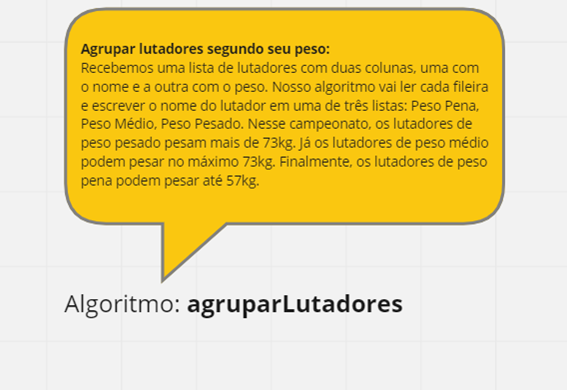 Agrupar lutadores segundo seu peso:
Recebemos uma lista de lutadores com duas colunas, uma com
o nome e a outra com o peso. Nosso algoritmo vai ler cada fileira
e escrever o nome do lutador em uma de três listas: Peso Pena,
Peso Médio, Peso Pesado. Nesse campeonato, os lutadores de
peso pesado pesam mais de 73kg. Já os lutadores de peso médio
podem pesar no máximo 73kg. Finalmente, os lutadores de peso
pena podem pesar até 57kg.
Algoritmo: agruparLutadores